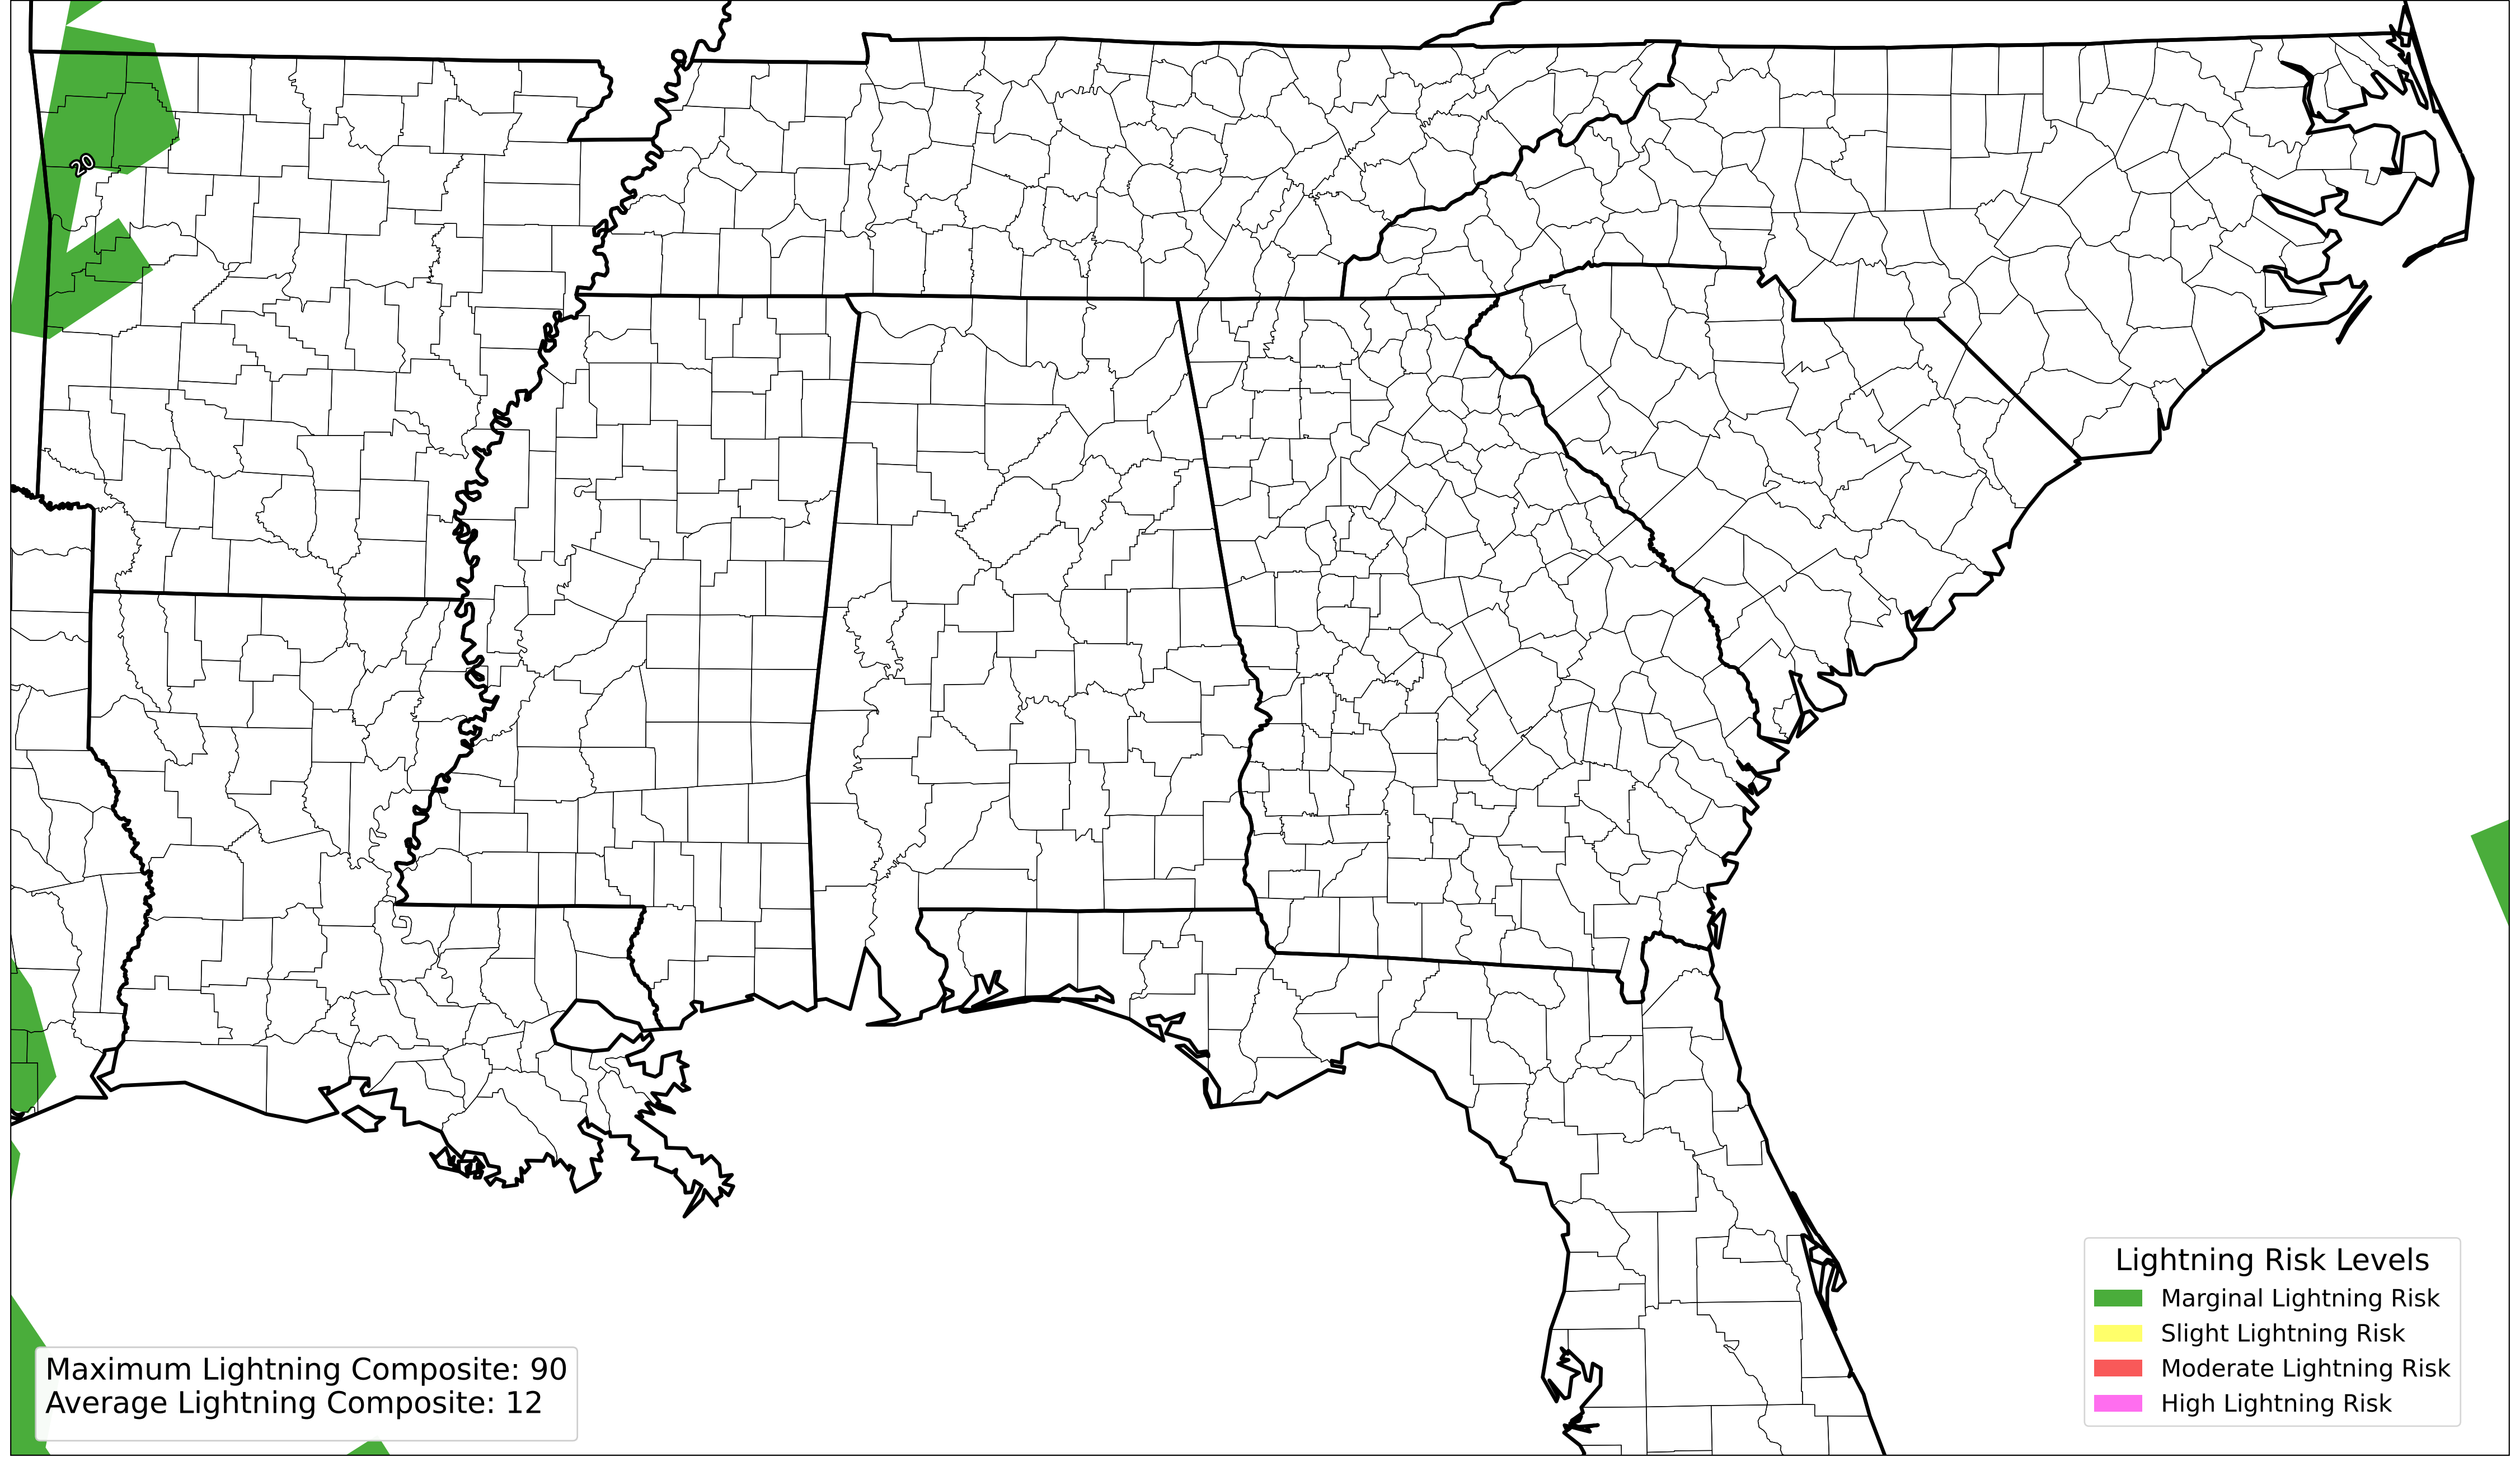 20
Maximum Lightning Composite: 90
Average Lightning Composite: 12
Lightning Risk Levels
Marginal Lightning Risk
Slight Lightning Risk
Moderate Lightning Risk
High Lightning Risk